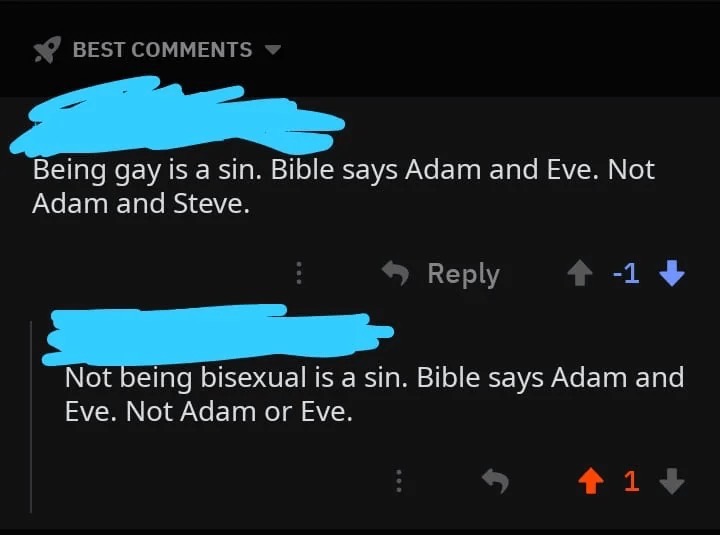 BEST COMMENTS
Being gay is a sin. Bible says Adam and Eve. Not
Adam and Steve.
Reply -1
Not being bisexual is a sin. Bible says Adam and
Eve. Not Adam or Eve.
1